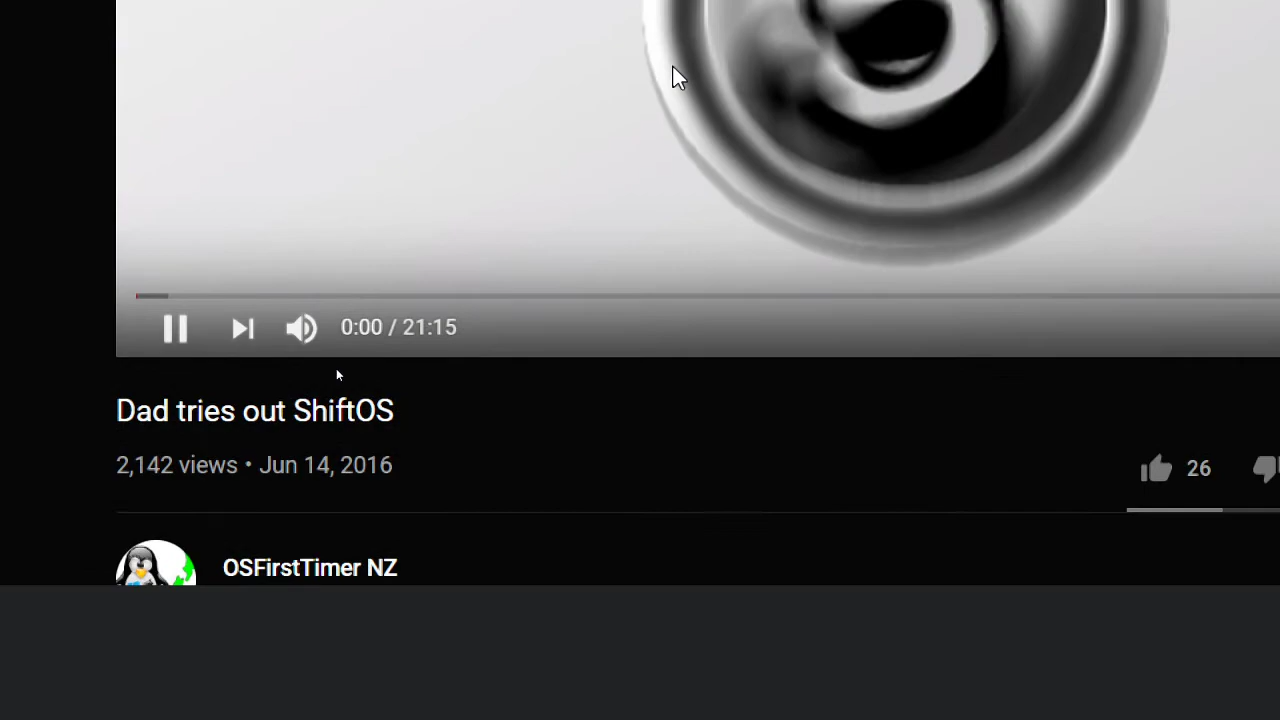 0:00 / 21:15
Dad tries out ShiftOS
2,142 views • Jun 14, 2016
26
OSFirstTimer NZ